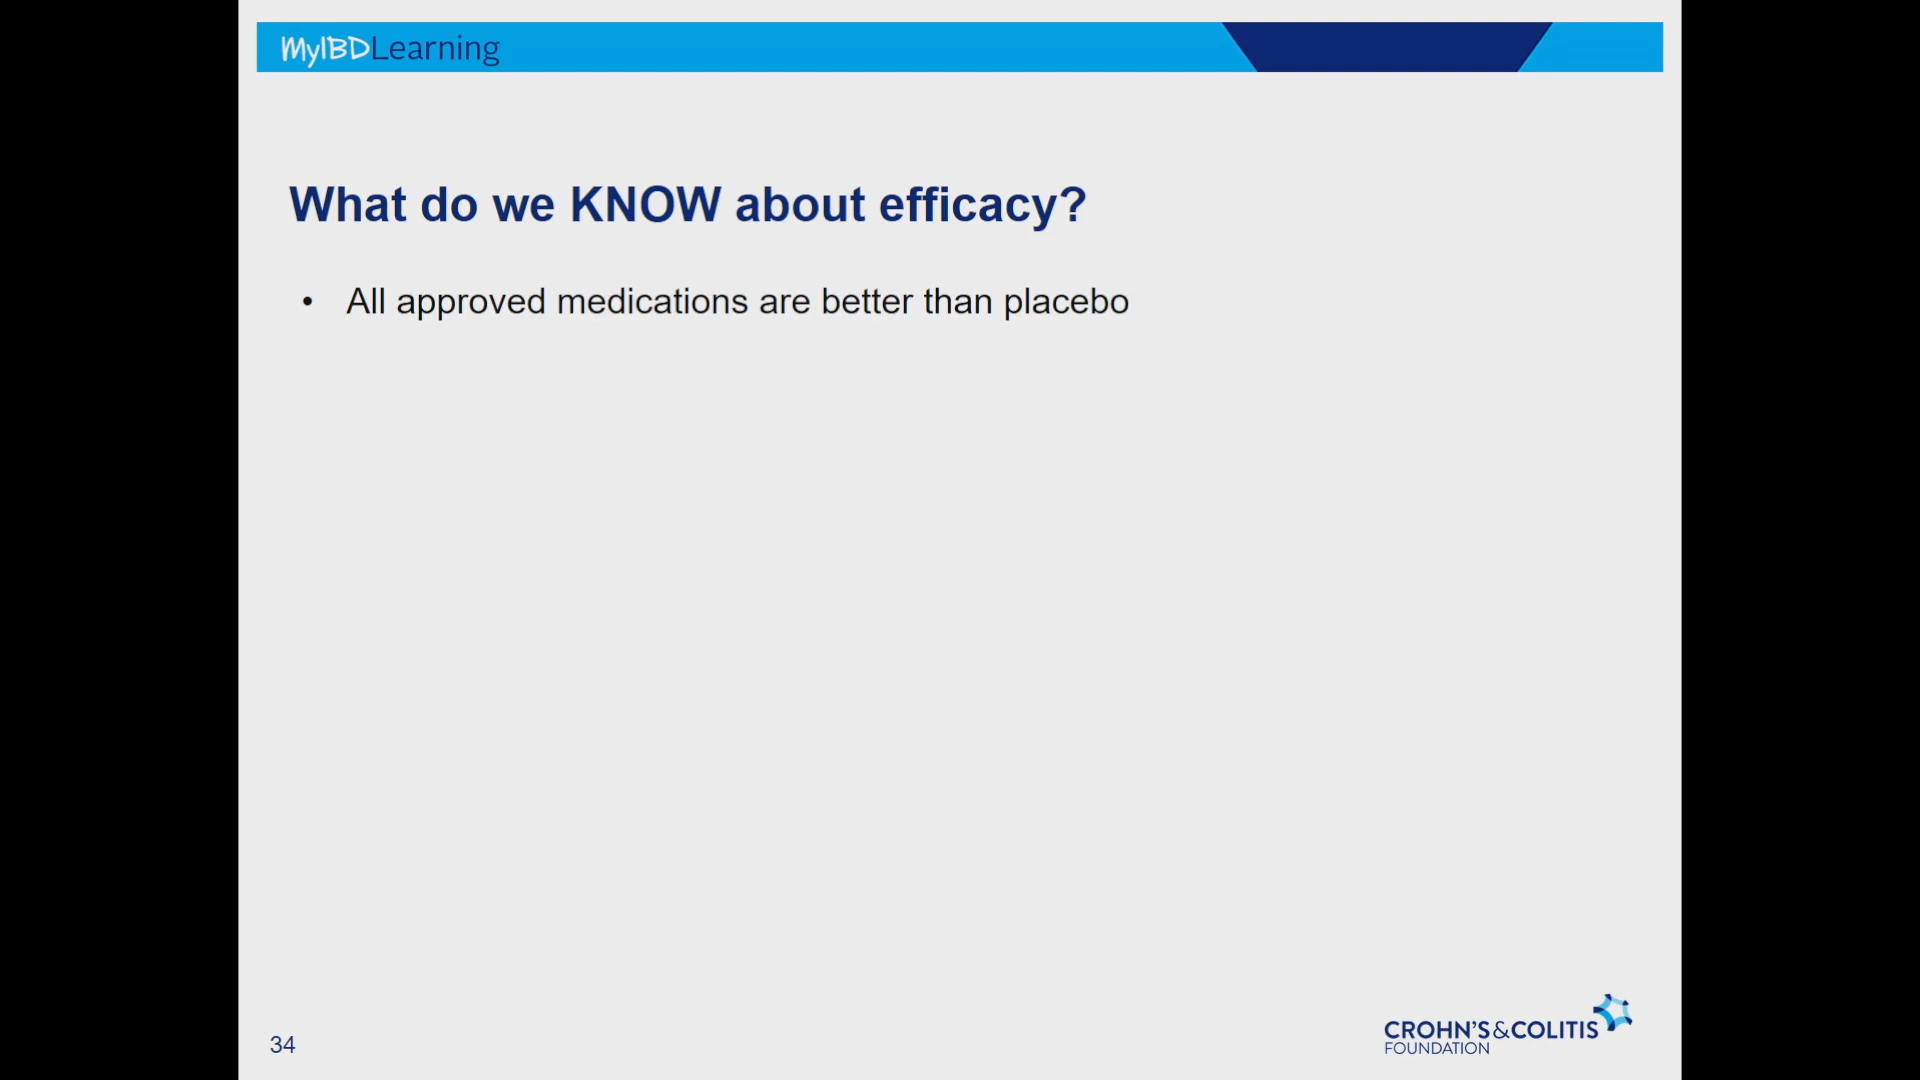 MyIBDLearning
What do we KNOW about efficacy?
• All approved medications are better than placebo
34
CROHN'S&COLITIS
FOUNDATION